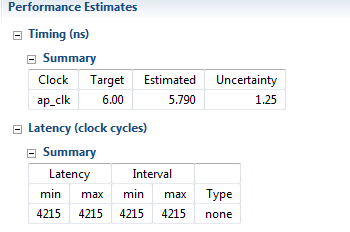 Performance Estimates
Timing (ns)
Summary
Clock Target Estimated Uncertainty
ap_clk 6.00 5.790 1.25
Latency (clock cycles)
Summary
Latency Interval
min max min max Type
4215 4215 4215 4215 none